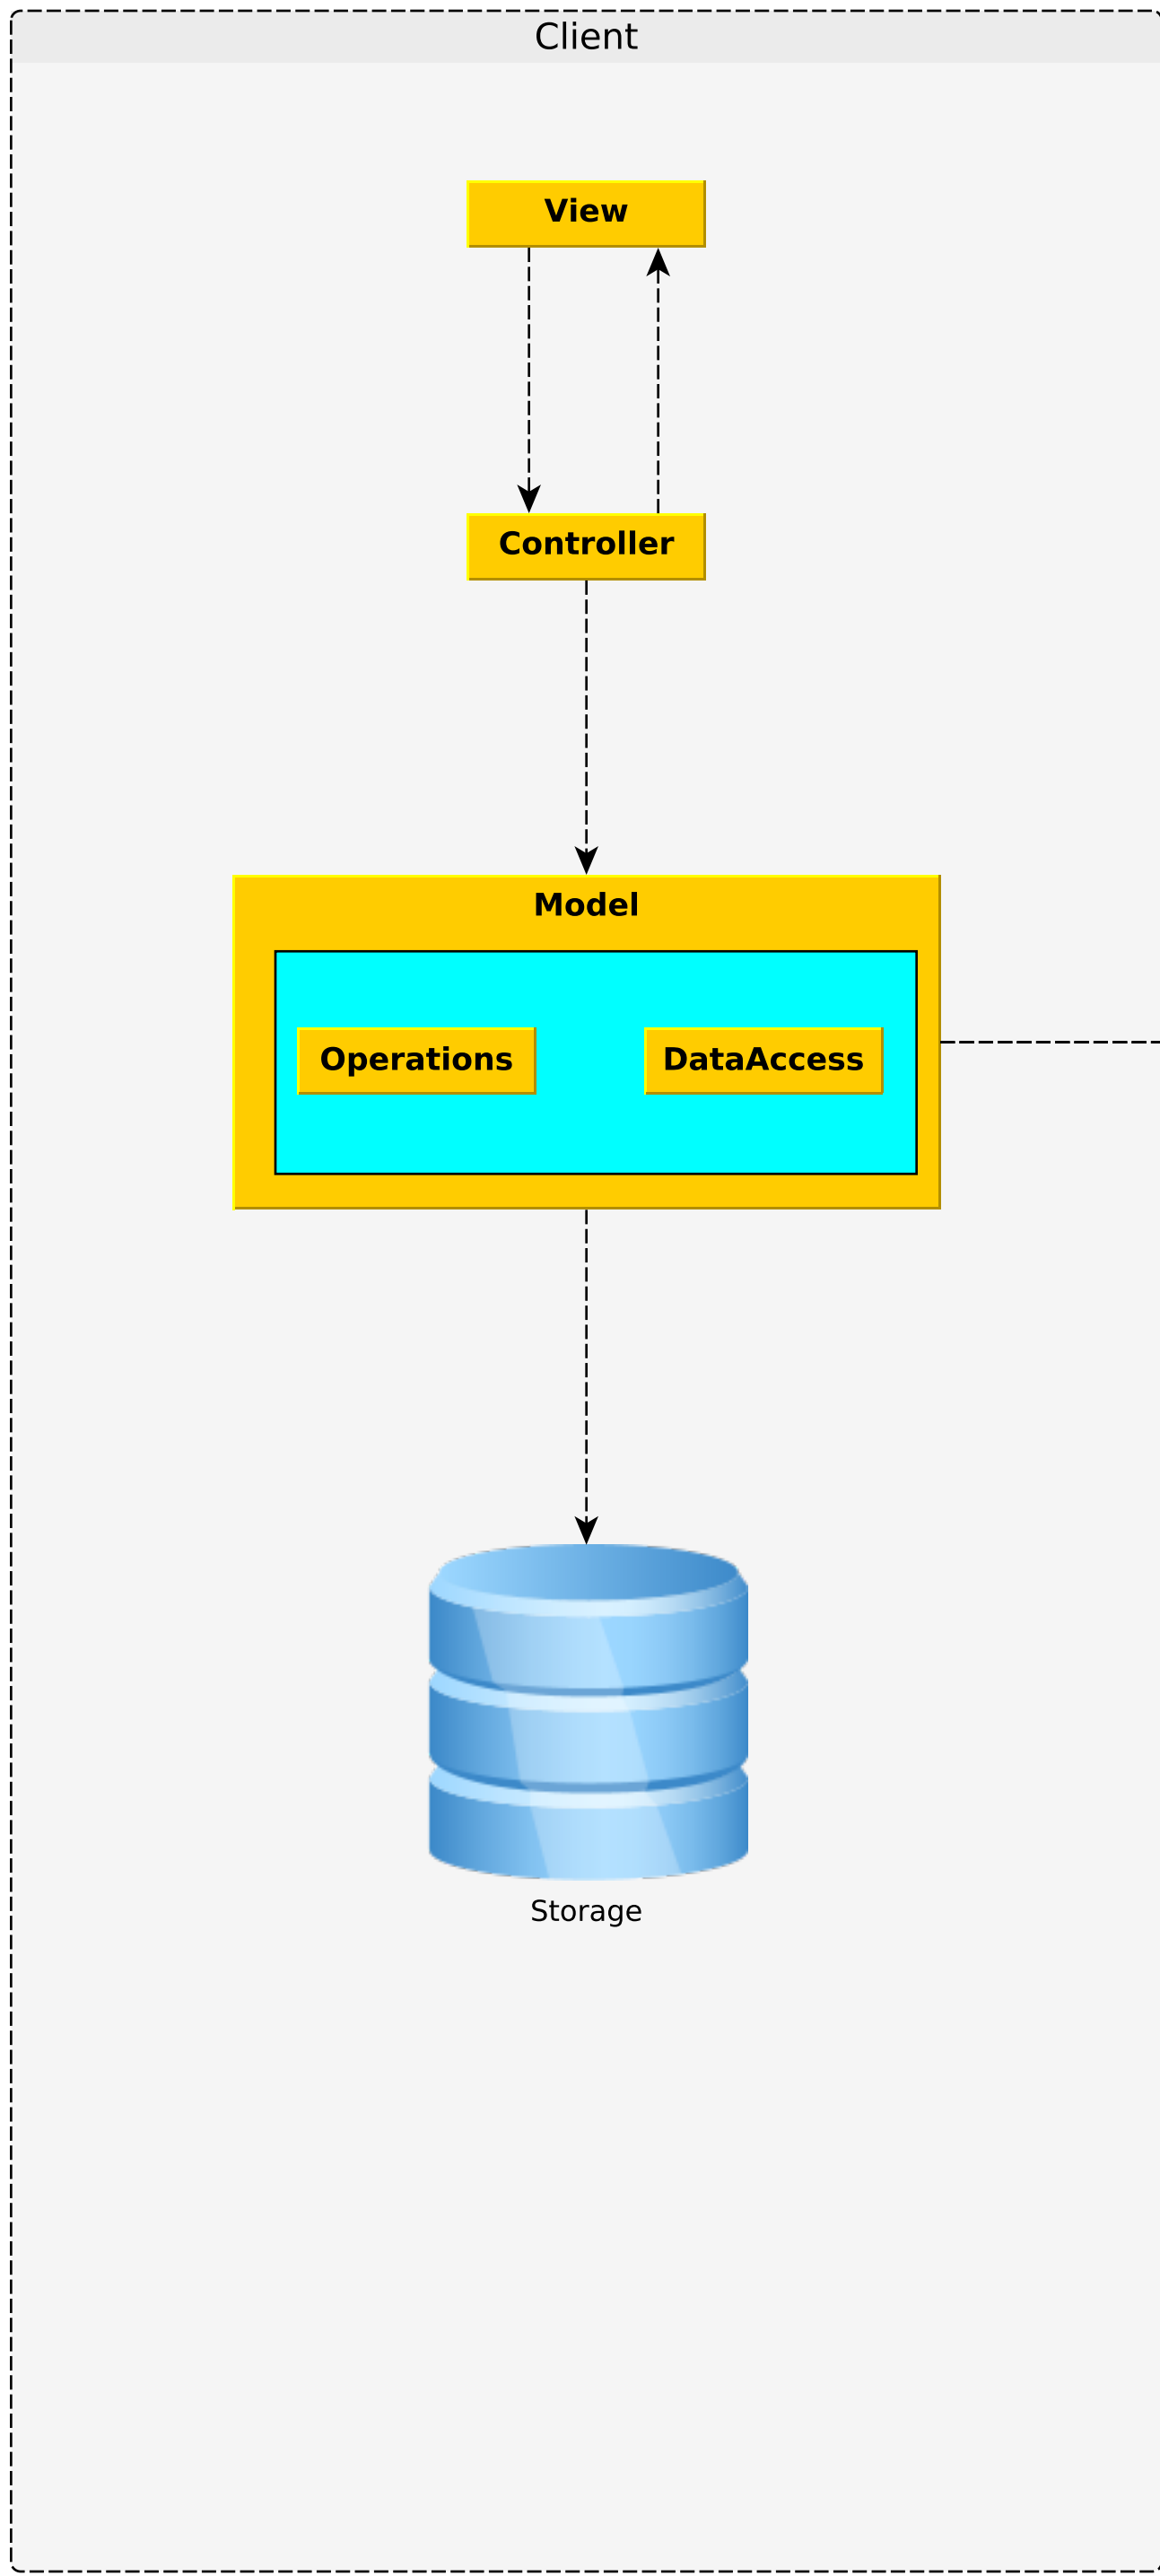 Client
View
Controller
Model
Operations
DataAccess
Storage